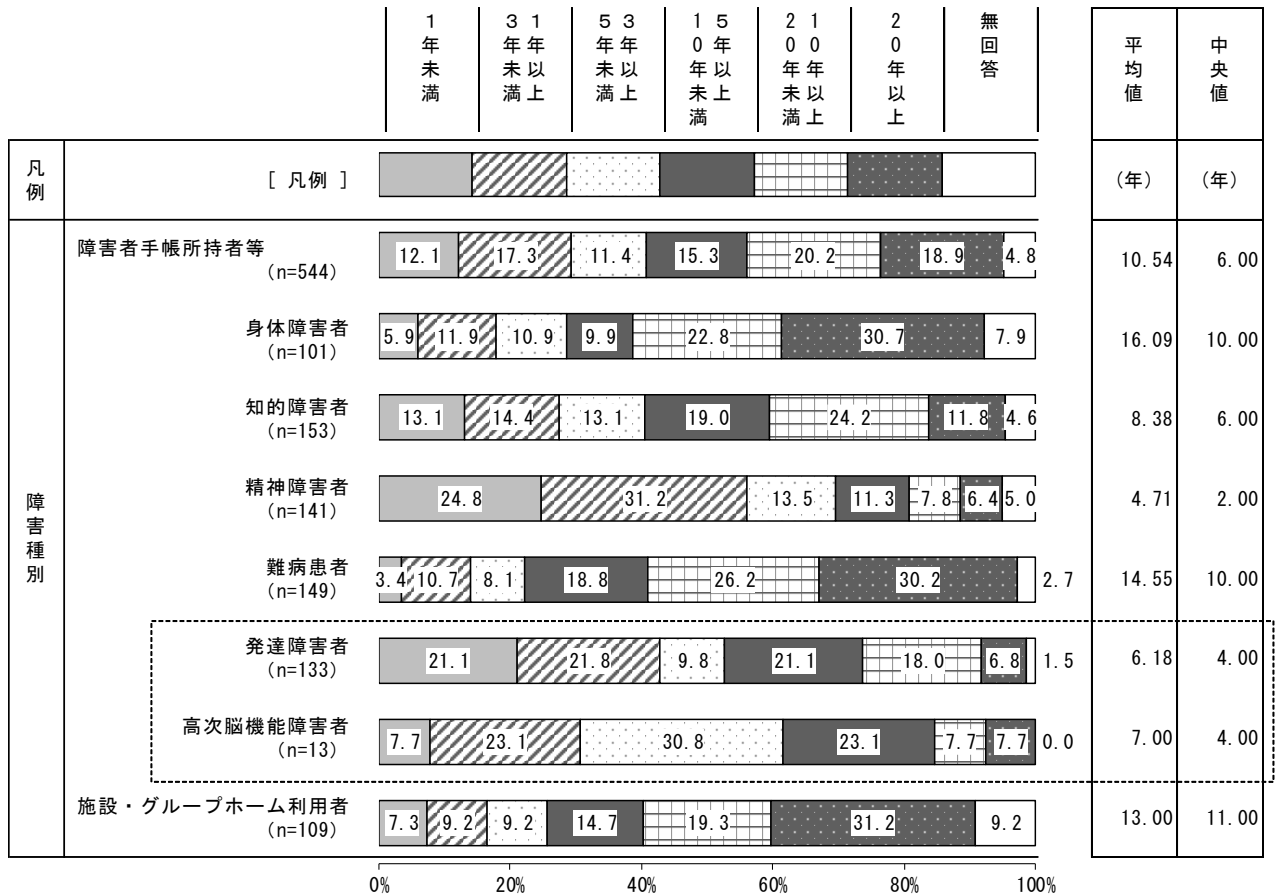 1年未満
1年以上3年未満
3年以上5年未満
5年以上10年未満
10年以上20年未満
20年以上
無回答
平均値
中央値
凡例
[ 凡例 ]
(年)
(年)
障害種別
障害者手帳所持者等
(n=544)
12.1 17.3 11.4 15.3 20.2 18.9 4.8 10.54 6.00
身体障害者
(n=101)
5.9 11.9 10.9 9.9 22.8 30.7 7.9 16.09 10.00
知的障害者
(n=153)
13.1 14.4 13.1 19.0 24.2 11.8 4.6 8.38 6.00
精神障害者
(n=141)
24.8 31.2 13.5 11.3 7.8 6.4 5.0 4.71 2.00
難病患者
(n=149)
3.4 10.7 8.1 18.8 26.2 30.2 2.7 14.55 10.00
発達障害者
(n=133)
21.1 21.8 9.8 21.1 18.0 6.8 1.5 6.18 4.00
高次脳機能障害者
(n=13)
7.7 23.1 30.8 23.1 7.7 7.7 0.0 7.00 4.00
施設・グループホーム利用者
(n=109)
7.3 9.2 9.2 14.7 19.3 31.2 9.2 13.00 11.00
0% 20% 40% 60% 80% 100%